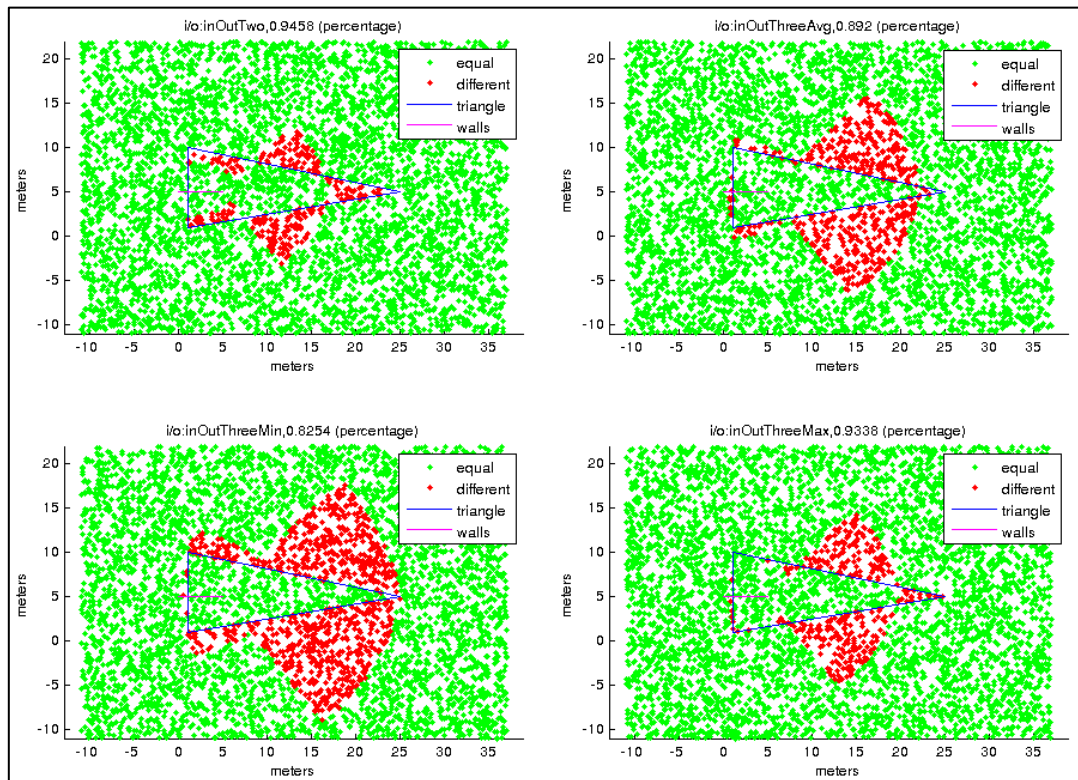 i/o:inOutTwo,0.9458 (percentage)
equal
different
triangle
walls
20
15
10
5
0
-5
-10
meters
-10 -5 0 5 10 15 20 25 30 35
meters
i/o:inOutThreeAvg,0.892 (percentage)
equal
different
triangle
walls
20
15
10
5
0
-5
-10
meters
-10 -5 0 5 10 15 20 25 30 35
meters
i/o:inOutThreeMin,0.8254 (percentage)
equal
different
triangle
walls
20
15
10
5
0
-5
-10
meters
-10 -5 0 5 10 15 20 25 30 35
meters
i/o:inOutThreeMax,0.9338 (percentage)
equal
different
triangle
walls
20
15
10
5
0
-5
-10
meters
-10 -5 0 5 10 15 20 25 30 35
meters